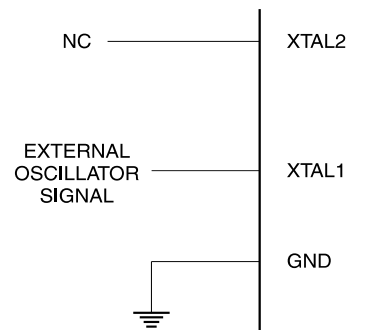 NC
XTAL2
EXTERNAL
OSCILLATOR
SIGNAL
XTAL1
GND